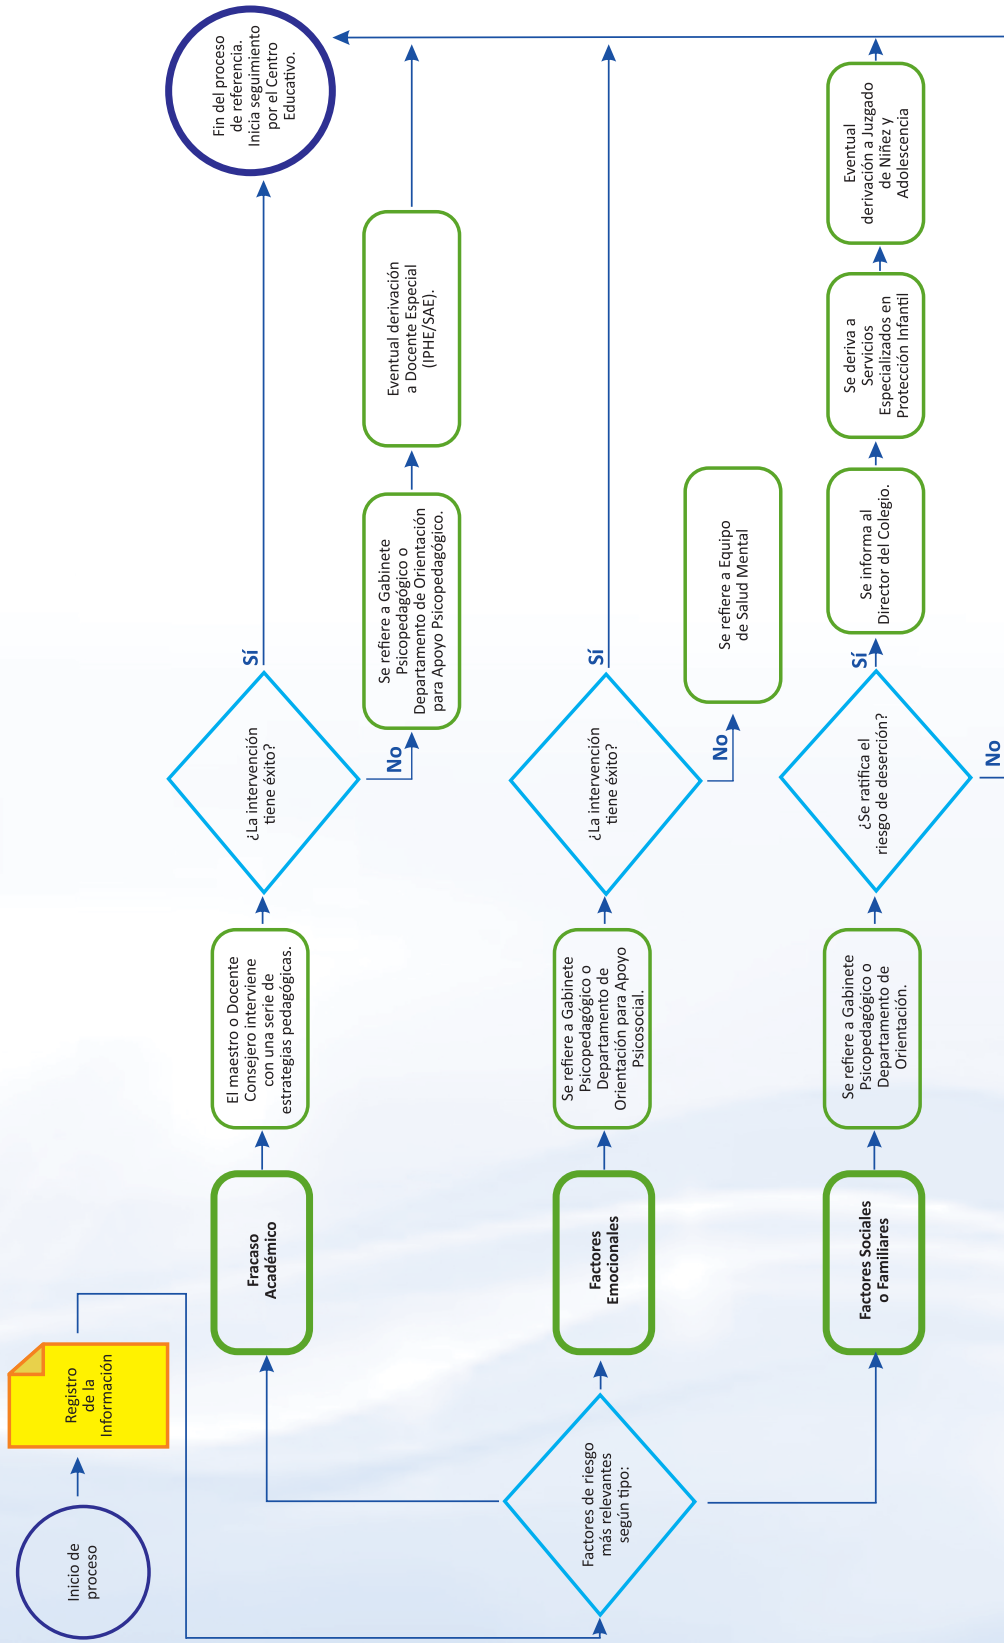 Inicio de
proceso
Registro
de la
Información
Factores de riesgo
más relevantes
según tipo:
Fracaso
Académico
El maestro o Docente
Consejero interviene
con una serie de
estrategias pedagógicas.
¿La intervención
tiene éxito?
Sí
No
Se refiere a Gabinete
Psicopedagógico o
Departamento de Orientación
para Apoyo Psicopedagógico.
Eventual derivación
a Docente Especial
(IPHE/SAE).
Fin del proceso
de referencia.
Inicia seguimiento
por el Centro
Educativo.
Factores
Emocionales
Se refiere a Gabinete
Psicopedagógico o
Departamento de
Orientación para Apoyo
Psicosocial.
¿La intervención
tiene éxito?
Sí
No
Se refiere a Equipo
de Salud Mental
Factores Sociales
o Familiares
Se refiere a Gabinete
Psicopedagógico o
Departamento de
Orientación.
¿Se ratifica el
riesgo de deserción?
Sí
No
Se informa al
Director del Colegio.
Se deriva a
Servicios
Especializados en
Protección Infantil
Eventual
derivación a Juzgado
de Niñez y
Adolescencia